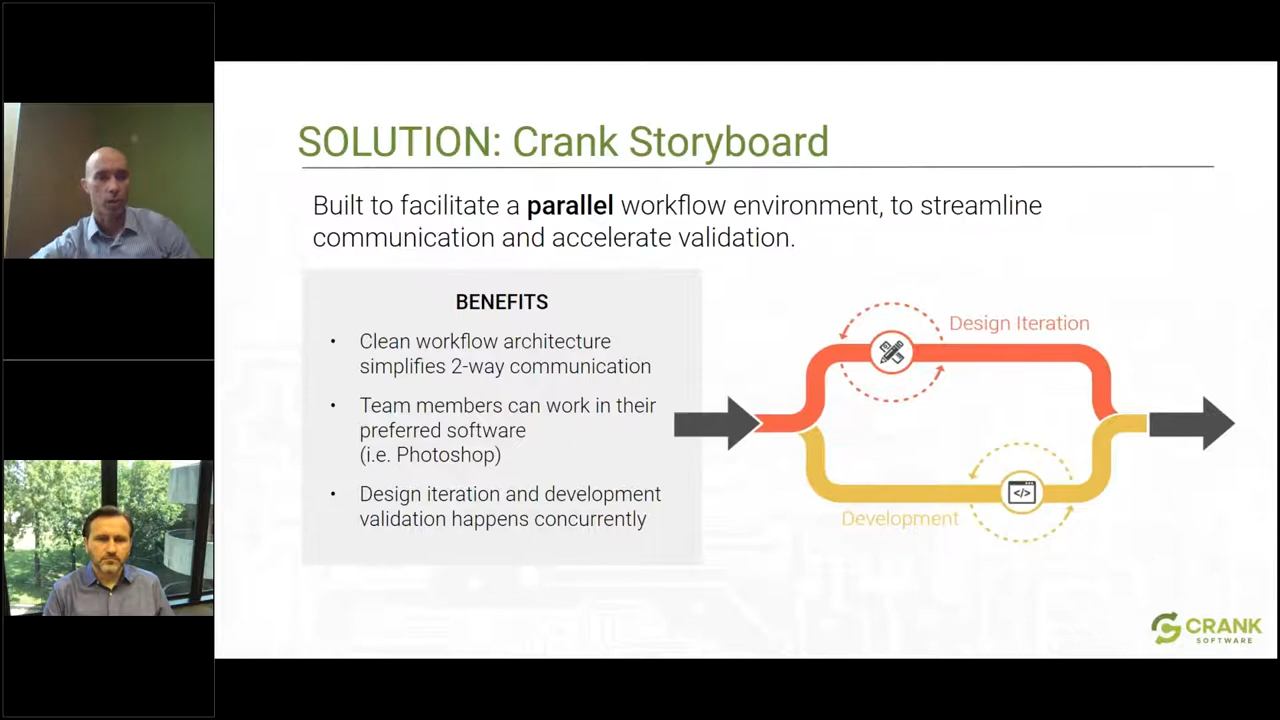 SOLUTION: Crank Storyboard
Built to facilitate a parallel workflow environment, to streamline
communication and accelerate validation.
BENEFITS
• Clean workflow architecture
simplifies 2-way communication
• Team members can work in their
preferred software
(i.e. Photoshop)
• Design iteration and development
validation happens concurrently
Design Iteration
</>
Development
CRANK
SOFTWARE